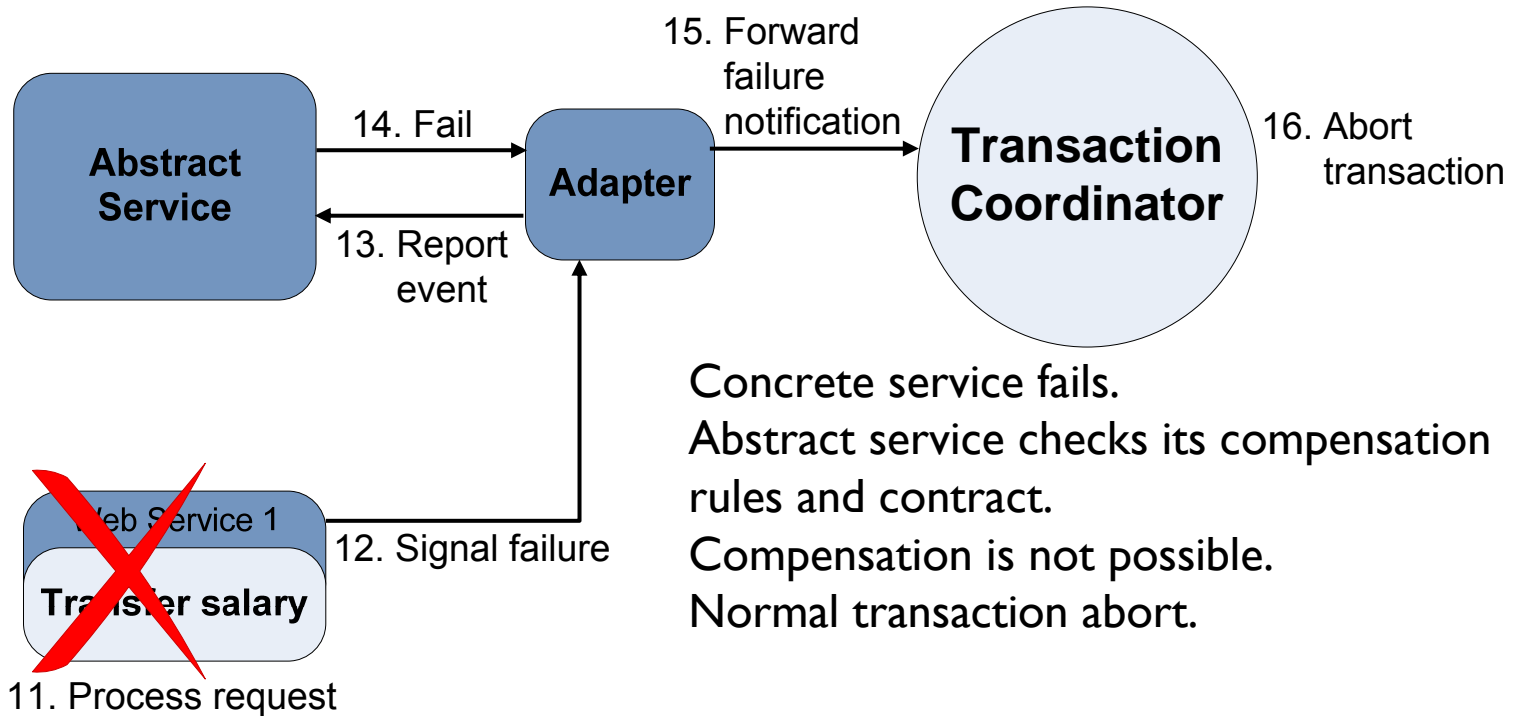 15. Forward
failure
notification
14. Fail
Abstract
Service
Adapter
Transaction
Coordinator
16. Abort
transaction
13. Report
event
Concrete service fails.
Abstract service checks its compensation
rules and contract.
Compensation is not possible.
Normal transaction abort.
Web Service 1
12. Signal failure
Transfer salary
11. Process request